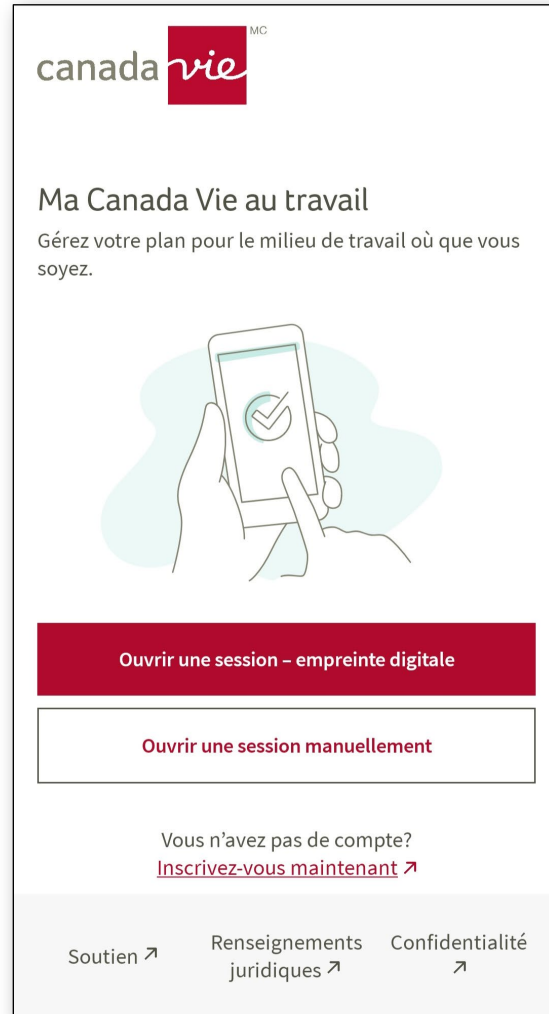 canada vie MC
Ma Canada Vie au travail
Gérez votre plan pour le milieu de travail où que vous
soyez.
Ouvrir une session – empreinte digitale
Ouvrir une session manuellement
Vous n’avez pas de compte?
Inscrivez-vous maintenant
Soutien
Renseignements
juridiques
Confidentialité